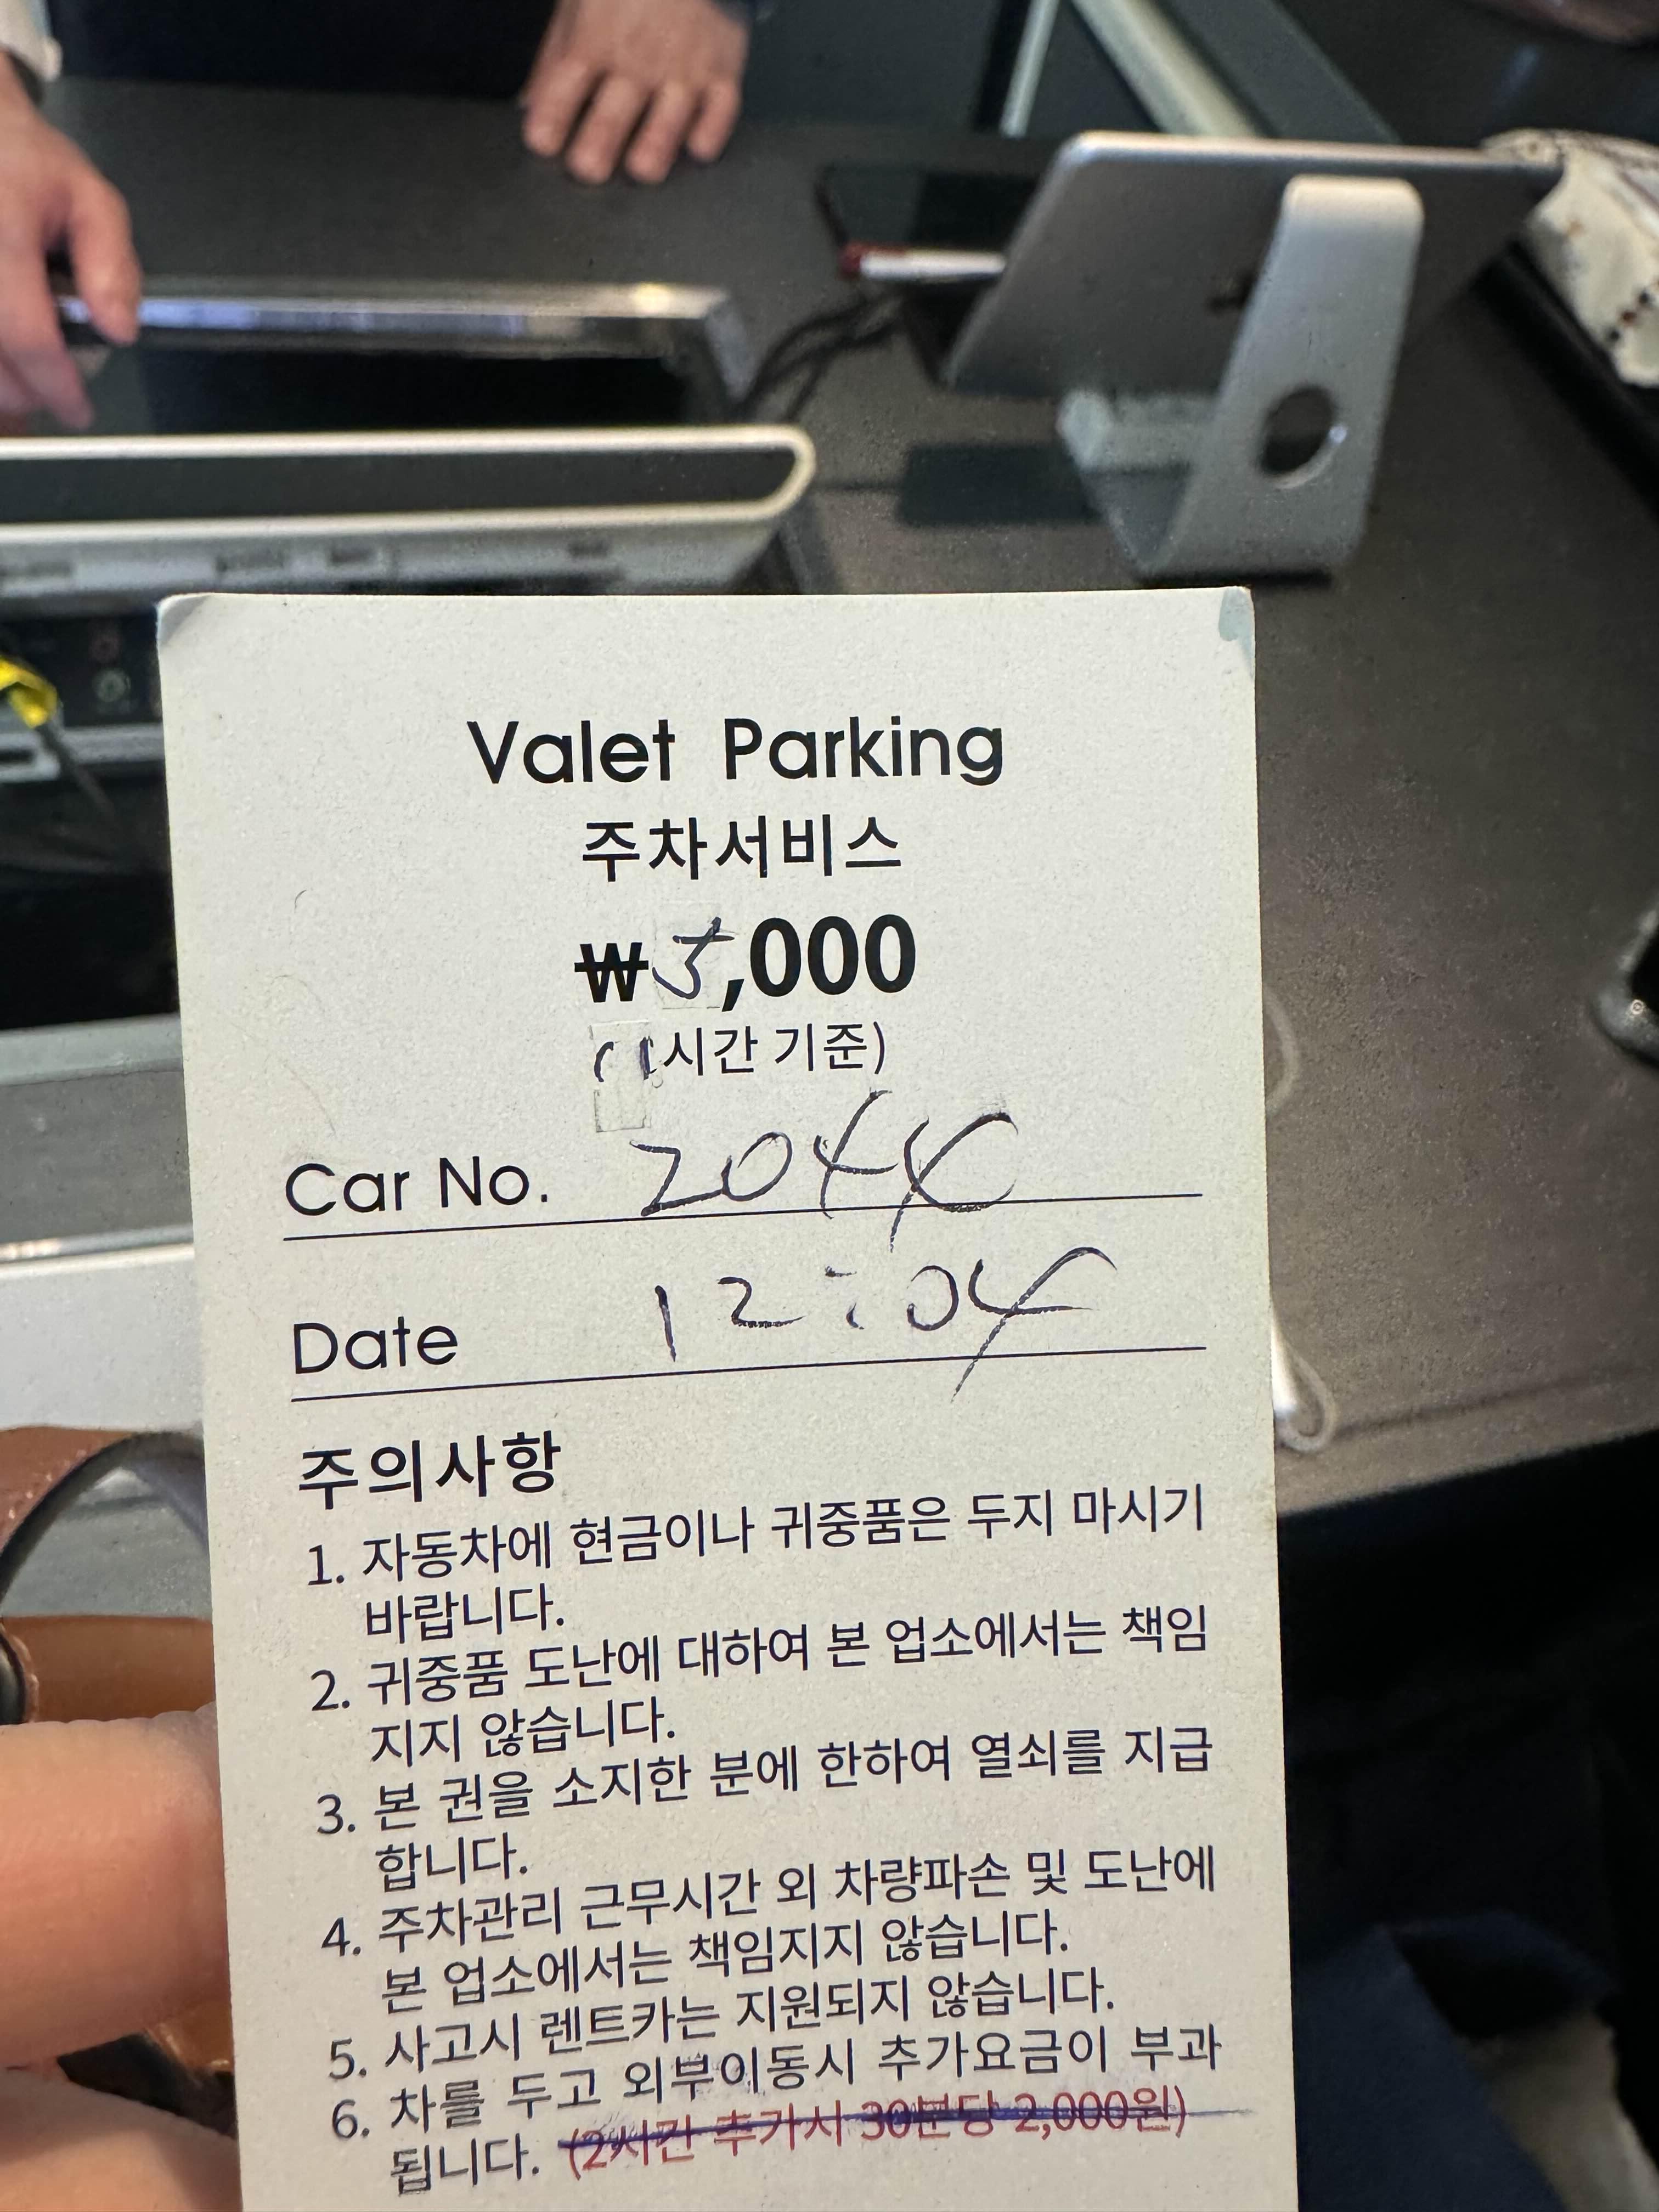 Valet Parking
주차서비스
₩5,000
(1시간 기준)
Car No. 2044
Date 12:04
주의사항
1. 자동차에 현금이나 귀중품은 두지 마시기
바랍니다.
2. 귀중품 도난에 대하여 본 업소에서는 책임
지지 않습니다.
3. 본 권을 소지한 분에 한하여 열쇠를 지급
합니다.
4. 주차관리 근무시간 외 차량파손 및 도난에
본 업소에서는 책임지지 않습니다.
5. 사고시 렌트카는 지원되지 않습니다.
6. 차를 두고 외부이동시 추가요금이 부과
됩니다. (2시간 추가시 30분당 2,000원)